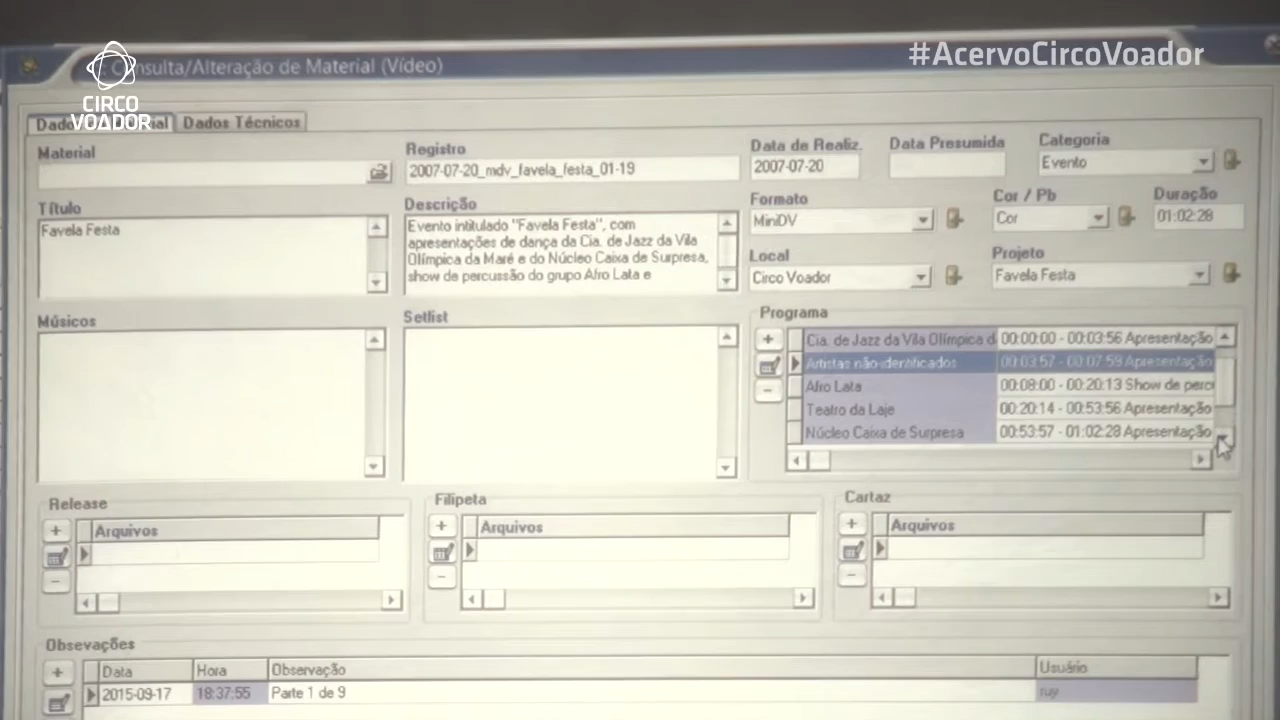 #AcervoCircoVoador
Consulta/Alteração de Material (Vídeo)
CIRCO
VOADOR
Dados Técnicos
Material
Registro
2007-07-20_mdv_favela_festa_01-19
Data de Realiz.
2007-07-20
Data Presumida
Categoria
Evento
Título
Favela Festa
Descrição
Evento intitulado "Favela Festa", com
apresentações de dança da Cia. de Jazz da Vila
Olímpica da Maré e do Núcleo Caixa de Surpresa,
show de percussão do grupo Afro Lata e
Formato
MiniDV
Cor / Pb
Cor
Duração
01:02:28
Local
Circo Voador
Projeto
Favela Festa
Músicos
Setlist
Programa
Cia. de Jazz da Vila Olímpica d 00:00:00 - 00:03:56 Apresentação
Artistas não-identificados 00:03:57 - 00:07:59 Apresentação
Afro Lata 00:08:00 - 00:20:13 Show de perc
Teatro da Laje 00:20:14 - 00:53:56 Apresentação
Núcleo Caixa de Surpresa 00:53:57 - 01:02:28 Apresentação
Release
Arquivos
Filipeta
Arquivos
Cartaz
Arquivos
Obsevações
Data Hora Observação Usuário
2015-09-17 18:37:55 Parte 1 de 9 ruy